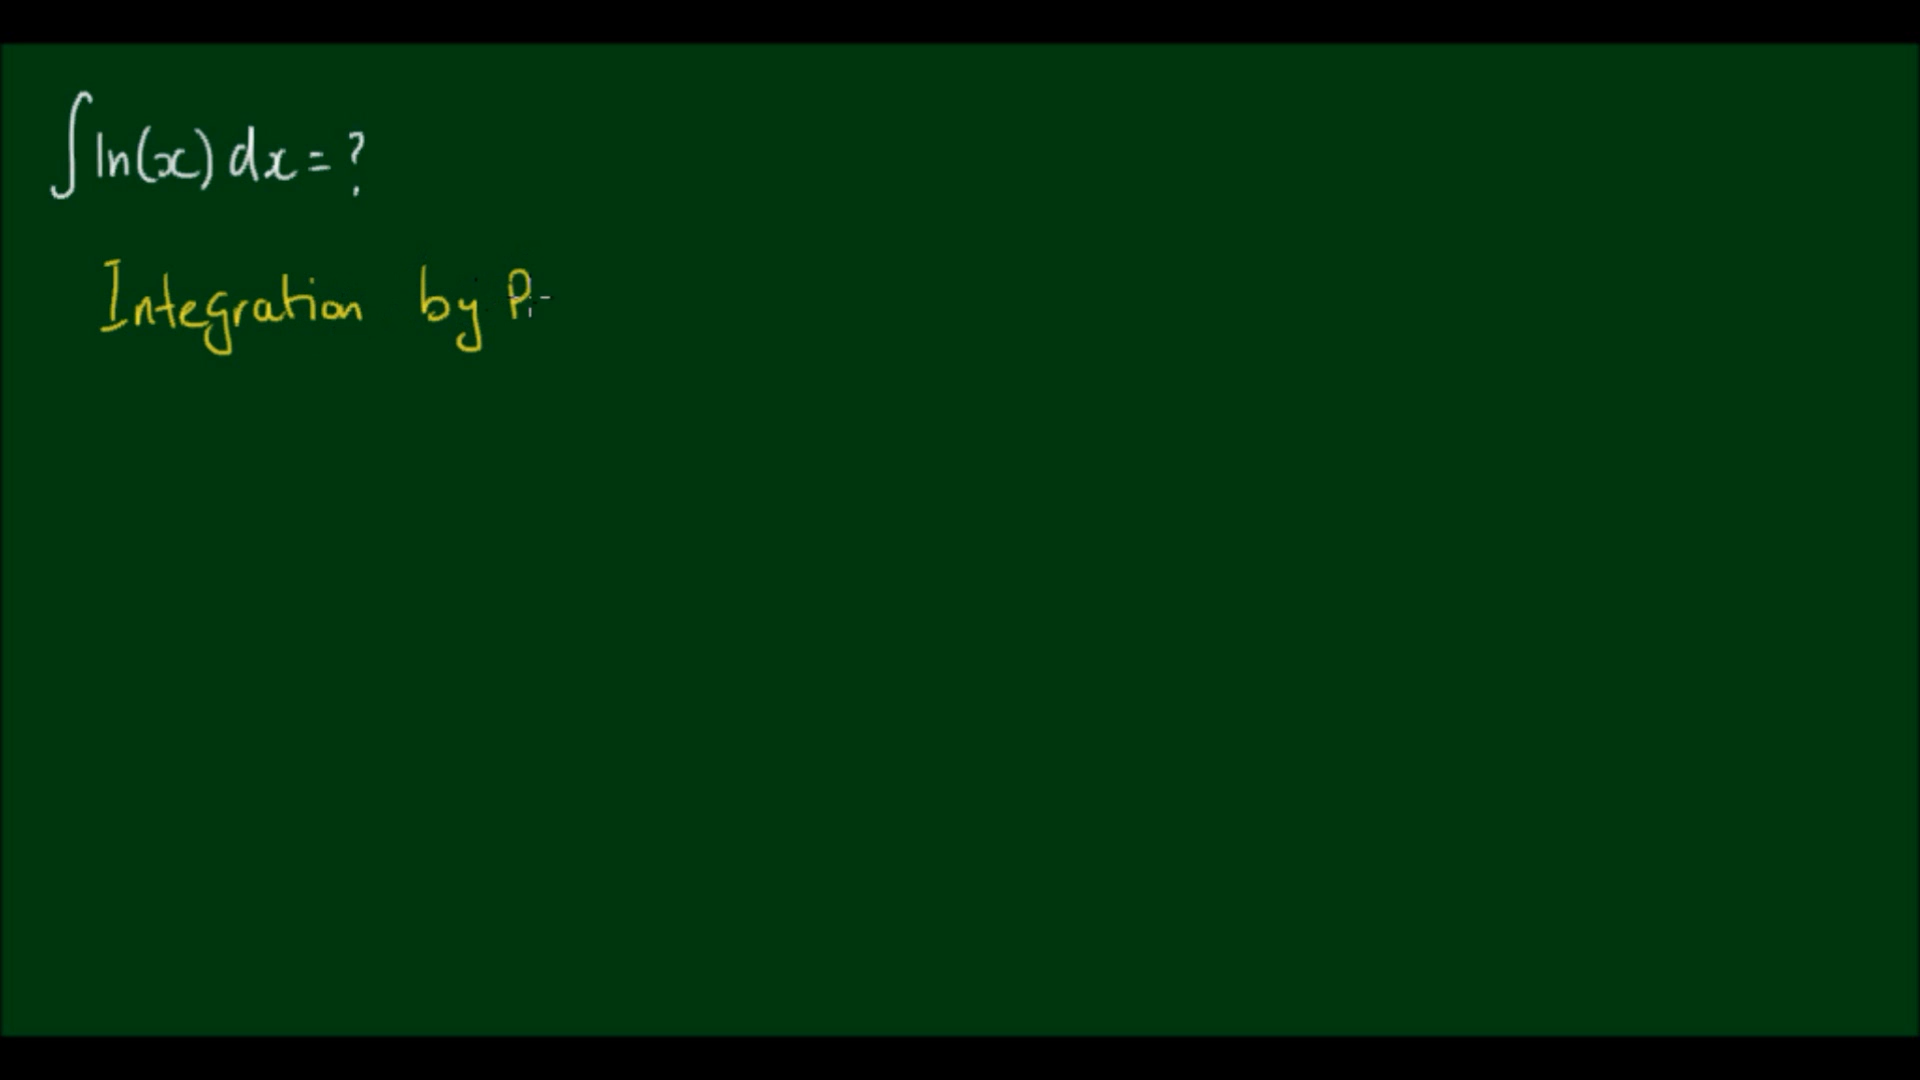 ∫ln(x) dx = ?
Integration by P